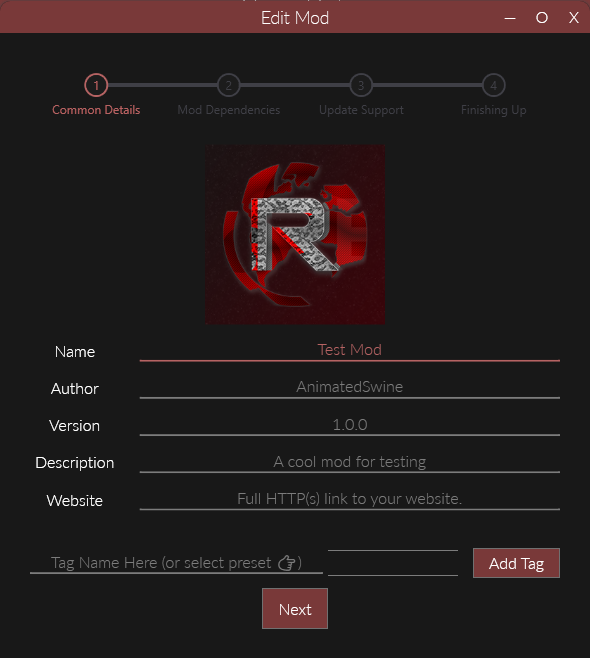 Edit Mod
1 2 3 4
Common Details Mod Dependencies Update Support Finishing Up
R
Name Test Mod
Author AnimatedSwine
Version 1.0.0
Description A cool mod for testing
Website Full HTTP(s) link to your website.
Tag Name Here (or select preset 👉) Add Tag
Next